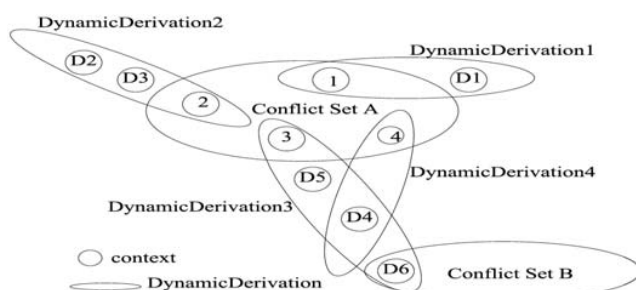 DynamicDerivation2
DynamicDerivation1
D2
D3
2
1
D1
Conflict Set A
3
4
D5
DynamicDerivation4
DynamicDerivation3
D4
context
D6
Conflict Set B
DynamicDerivation